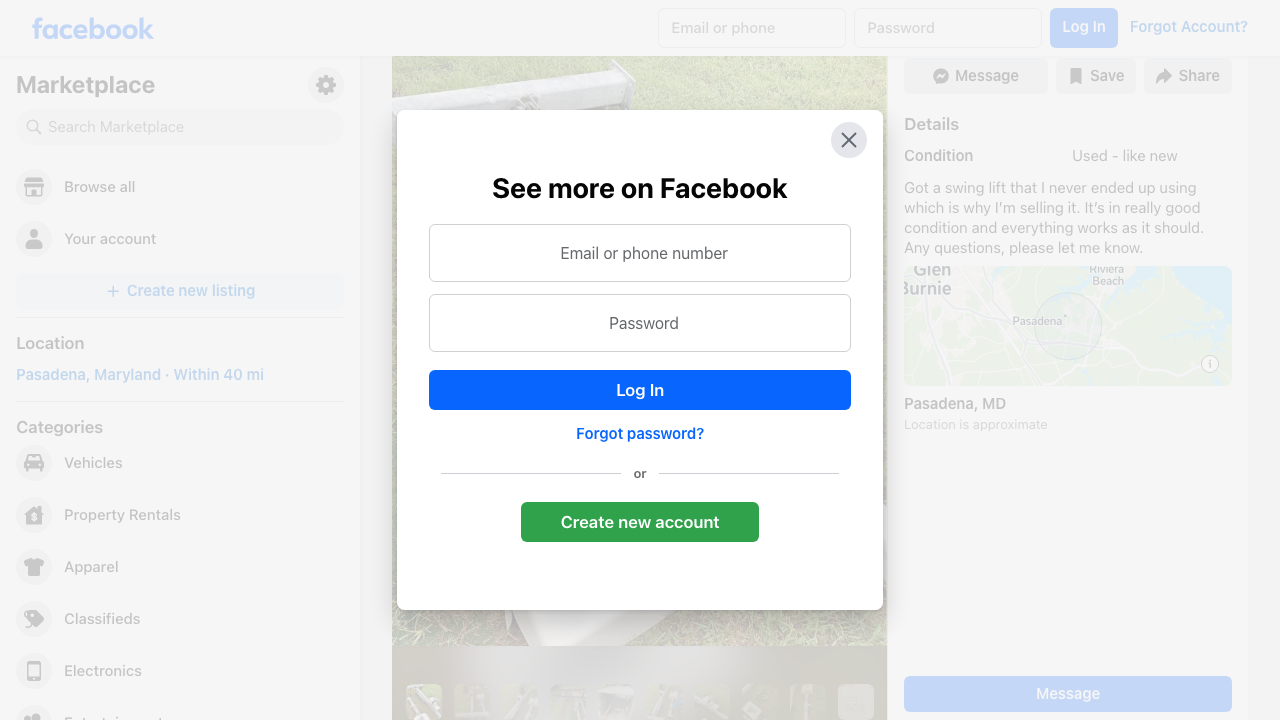 facebook
Email or phone
Password
Log In
Forgot Account?
Marketplace
Search Marketplace
Browse all
Your account
Create new listing
Location
Pasadena, Maryland · Within 40 mi
Categories
Vehicles
Property Rentals
Apparel
Classifieds
Electronics
See more on Facebook
Email or phone number
Password
Log In
Forgot password?
or
Create new account
Message
Save
Share
Details
Condition
Used - like new
Got a swing lift that I never ended up using
which is why I'm selling it. It's in really good
condition and everything works as it should.
Any questions, please let me know.
Glen
Burnie
Riviera
Beach
Pasadena
Pasadena, MD
Location is approximate
Message